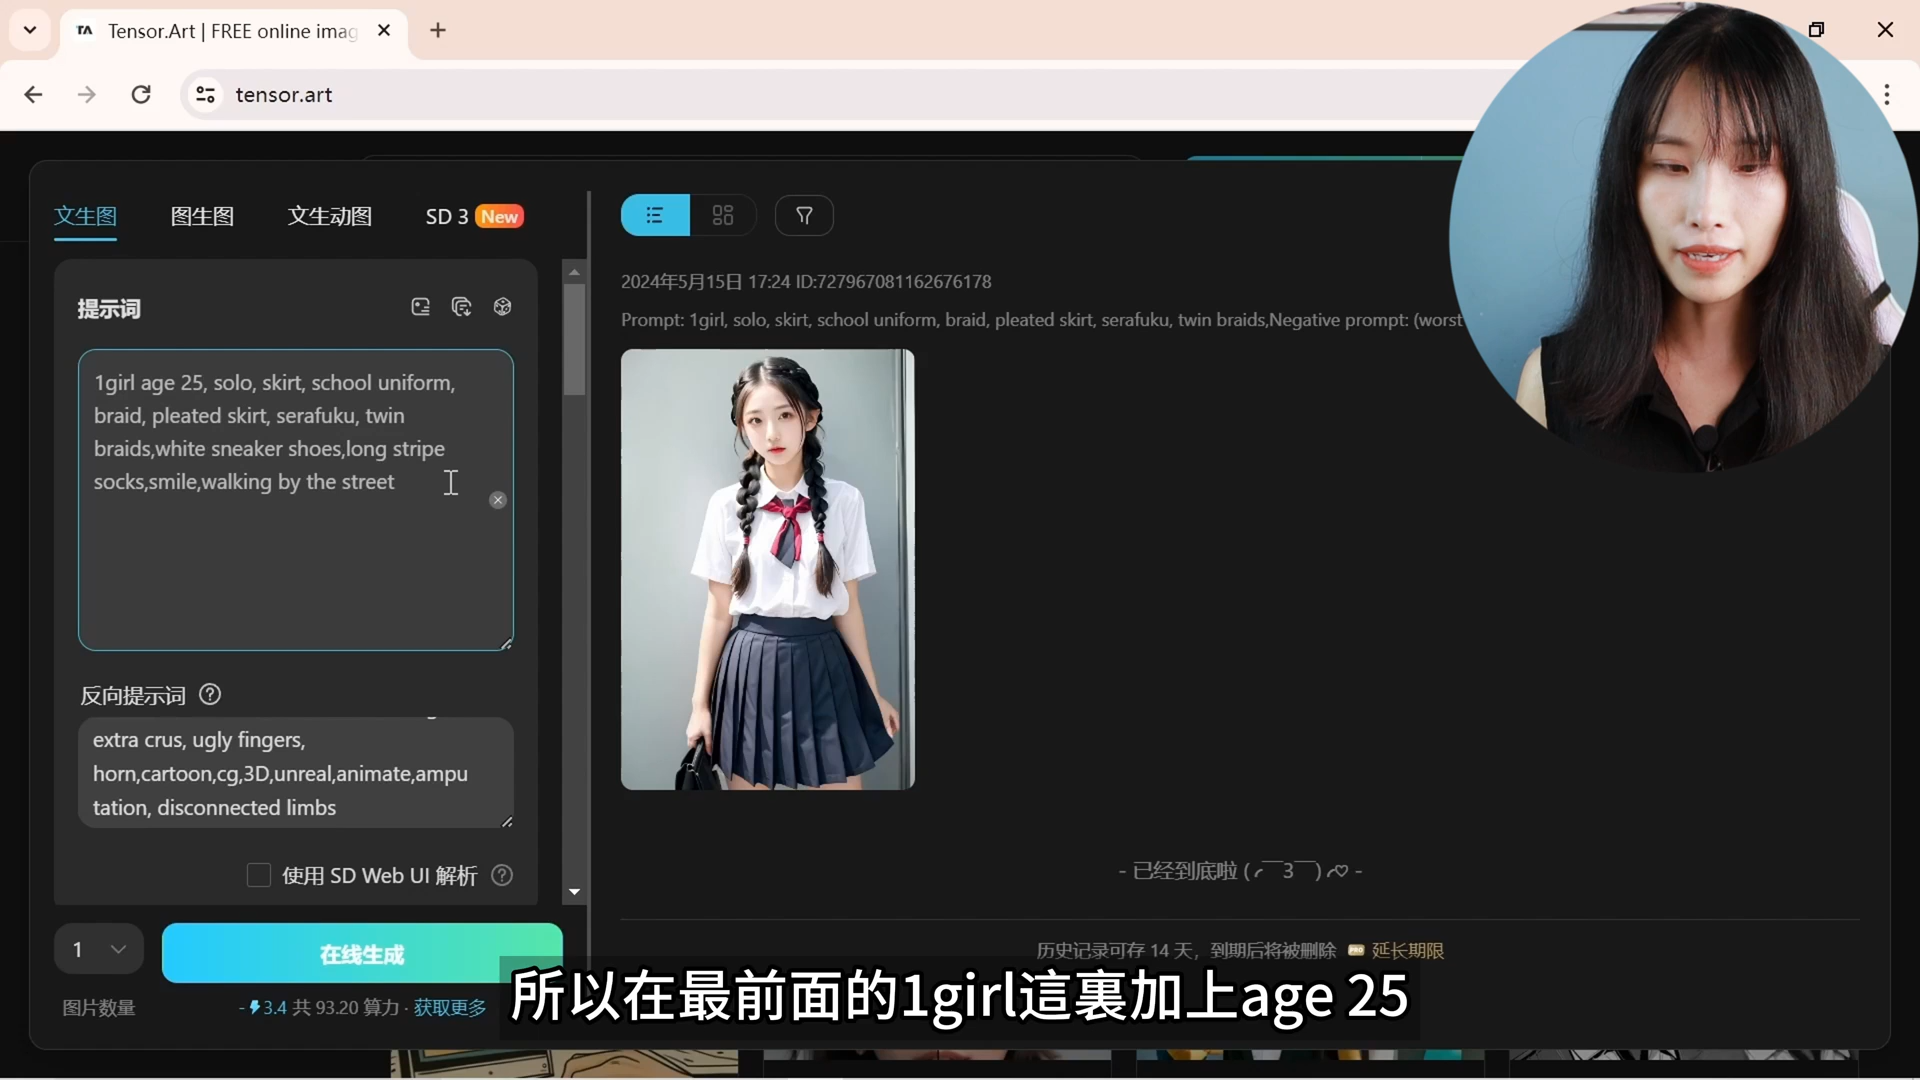 TA Tensor.Art | FREE online imag
tensor.art
文生图 图生图 文生动图 SD 3 New
提示词
1girl age 25, solo, skirt, school uniform,
braid, pleated skirt, serafuku, twin
braids,white sneaker shoes,long stripe
socks,smile,walking by the street
反向提示词
extra crus, ugly fingers,
horn,cartoon,cg,3D,unreal,animate,ampu
tation, disconnected limbs
使用 SD Web UI 解析
1
在线生成
图片数量
- 3.4 共 93.20 算力 · 获取更多
2024年5月15日 17:24 ID:727967081162676178
Prompt: 1girl, solo, skirt, school uniform, braid, pleated skirt, serafuku, twin braids,Negative prompt: (worst
- 已经到底啦 (╭ ̄3 ̄)╭♡ -
历史记录可存 14 天，到期后将被删除 PRO 延长期限
所以在最前面的1girl這裏加上age 25